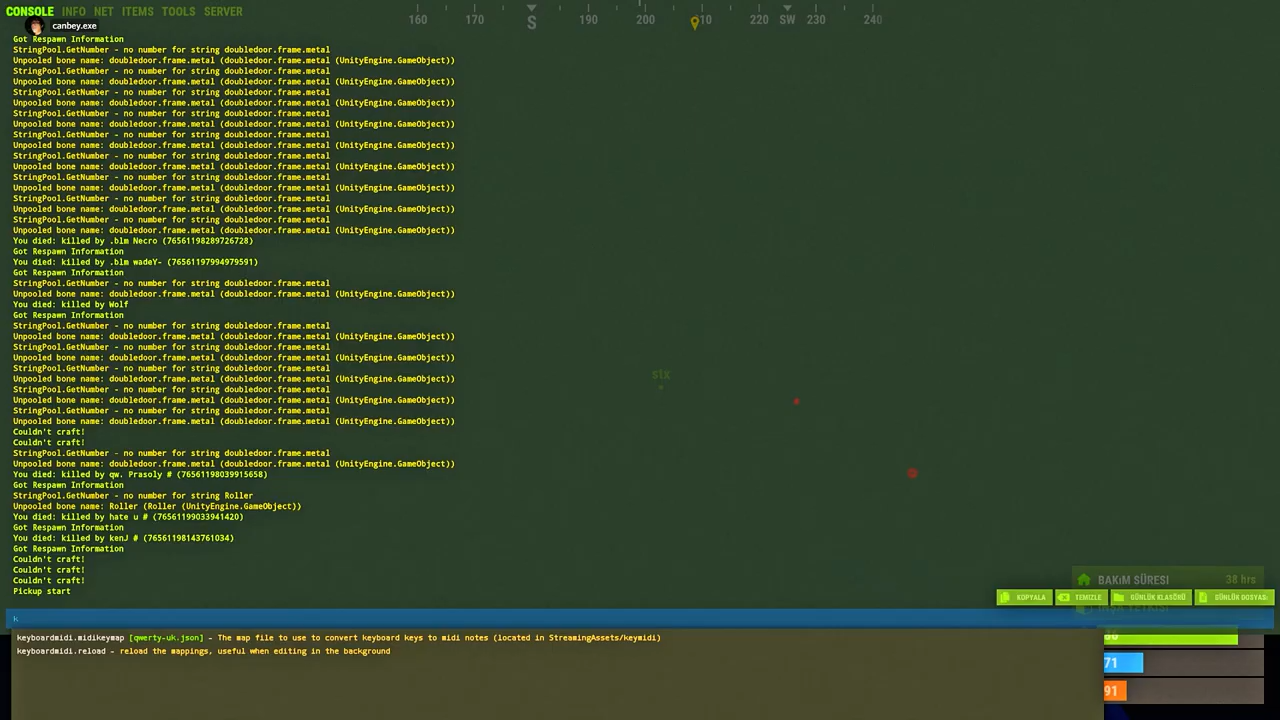 CONSOLE INFO NET ITEMS TOOLS SERVER
canbey.exe
160 170 S 190 200 210 220 SW 230 240
Got Respawn Information
StringPool.GetNumber - no number for string doubledoor.frame.metal
Unpooled bone name: doubledoor.frame.metal (doubledoor.frame.metal (UnityEngine.GameObject))
StringPool.GetNumber - no number for string doubledoor.frame.metal
Unpooled bone name: doubledoor.frame.metal (doubledoor.frame.metal (UnityEngine.GameObject))
StringPool.GetNumber - no number for string doubledoor.frame.metal
Unpooled bone name: doubledoor.frame.metal (doubledoor.frame.metal (UnityEngine.GameObject))
StringPool.GetNumber - no number for string doubledoor.frame.metal
Unpooled bone name: doubledoor.frame.metal (doubledoor.frame.metal (UnityEngine.GameObject))
StringPool.GetNumber - no number for string doubledoor.frame.metal
Unpooled bone name: doubledoor.frame.metal (doubledoor.frame.metal (UnityEngine.GameObject))
StringPool.GetNumber - no number for string doubledoor.frame.metal
Unpooled bone name: doubledoor.frame.metal (doubledoor.frame.metal (UnityEngine.GameObject))
StringPool.GetNumber - no number for string doubledoor.frame.metal
Unpooled bone name: doubledoor.frame.metal (doubledoor.frame.metal (UnityEngine.GameObject))
StringPool.GetNumber - no number for string doubledoor.frame.metal
Unpooled bone name: doubledoor.frame.metal (doubledoor.frame.metal (UnityEngine.GameObject))
StringPool.GetNumber - no number for string doubledoor.frame.metal
Unpooled bone name: doubledoor.frame.metal (doubledoor.frame.metal (UnityEngine.GameObject))
You died: killed by .blm Necro (76561198289726728)
Got Respawn Information
You died: killed by .blm wadeY- (76561197994979591)
Got Respawn Information
StringPool.GetNumber - no number for string doubledoor.frame.metal
Unpooled bone name: doubledoor.frame.metal (doubledoor.frame.metal (UnityEngine.GameObject))
You died: killed by Wolf
Got Respawn Information
StringPool.GetNumber - no number for string doubledoor.frame.metal
Unpooled bone name: doubledoor.frame.metal (doubledoor.frame.metal (UnityEngine.GameObject))
StringPool.GetNumber - no number for string doubledoor.frame.metal
Unpooled bone name: doubledoor.frame.metal (doubledoor.frame.metal (UnityEngine.GameObject))
StringPool.GetNumber - no number for string doubledoor.frame.metal
Unpooled bone name: doubledoor.frame.metal (doubledoor.frame.metal (UnityEngine.GameObject))
StringPool.GetNumber - no number for string doubledoor.frame.metal
Unpooled bone name: doubledoor.frame.metal (doubledoor.frame.metal (UnityEngine.GameObject))
StringPool.GetNumber - no number for string doubledoor.frame.metal
Unpooled bone name: doubledoor.frame.metal (doubledoor.frame.metal (UnityEngine.GameObject))
Couldn't craft!
Couldn't craft!
StringPool.GetNumber - no number for string doubledoor.frame.metal
Unpooled bone name: doubledoor.frame.metal (doubledoor.frame.metal (UnityEngine.GameObject))
You died: killed by qw. Prasoly # (76561198039915658)
Got Respawn Information
StringPool.GetNumber - no number for string Roller
Unpooled bone name: Roller (Roller (UnityEngine.GameObject))
You died: killed by hate u # (76561199033941420)
Got Respawn Information
You died: killed by kenJ # (76561198143761034)
Got Respawn Information
Couldn't craft!
Couldn't craft!
Couldn't craft!
Pickup start
six
BAKIM SÜRESİ 38 hrs
KOPYALA TEMİZLE GÜNLÜK KLASÖRÜ GÜNLÜK DOSYASI
k
keyboardmidi.midikeymap [qwerty-uk.json] - The map file to use to convert keyboard keys to midi notes (located in StreamingAssets/keymidi)
keyboardmidi.reload - reload the mappings, useful when editing in the background
71
91